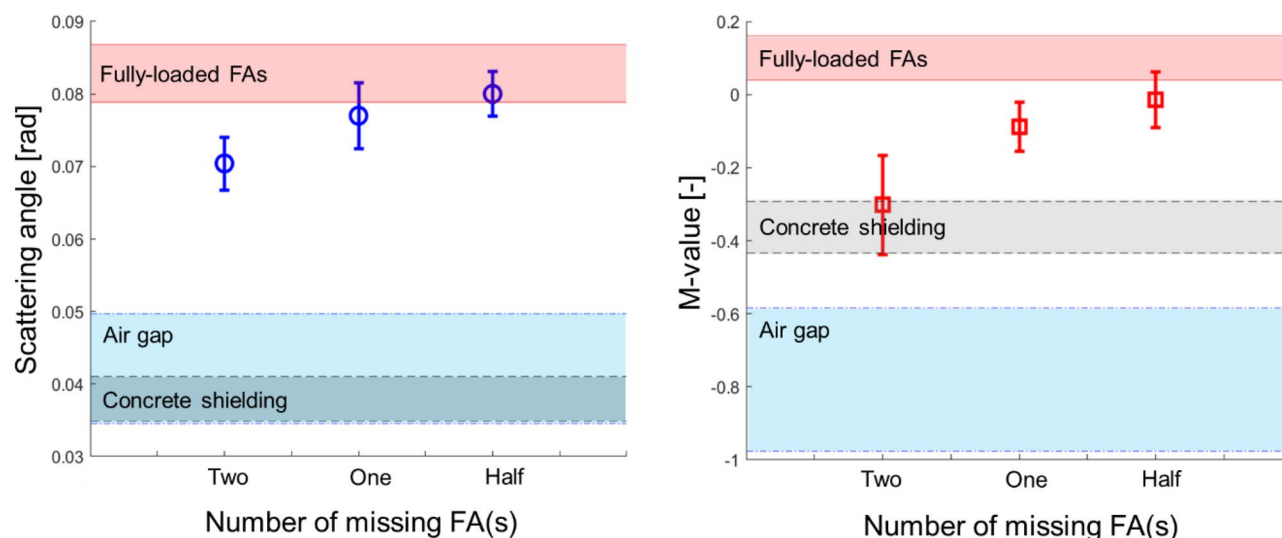 0.09
0.08
0.07
0.06
0.05
0.04
0.03
Scattering angle [rad]
Fully-loaded FAs
Air gap
Concrete shielding
Two One Half
Number of missing FA(s)
0.2
0
-0.2
-0.4
-0.6
-0.8
-1
M-value [-]
Fully-loaded FAs
Concrete shielding
Air gap
Two One Half
Number of missing FA(s)